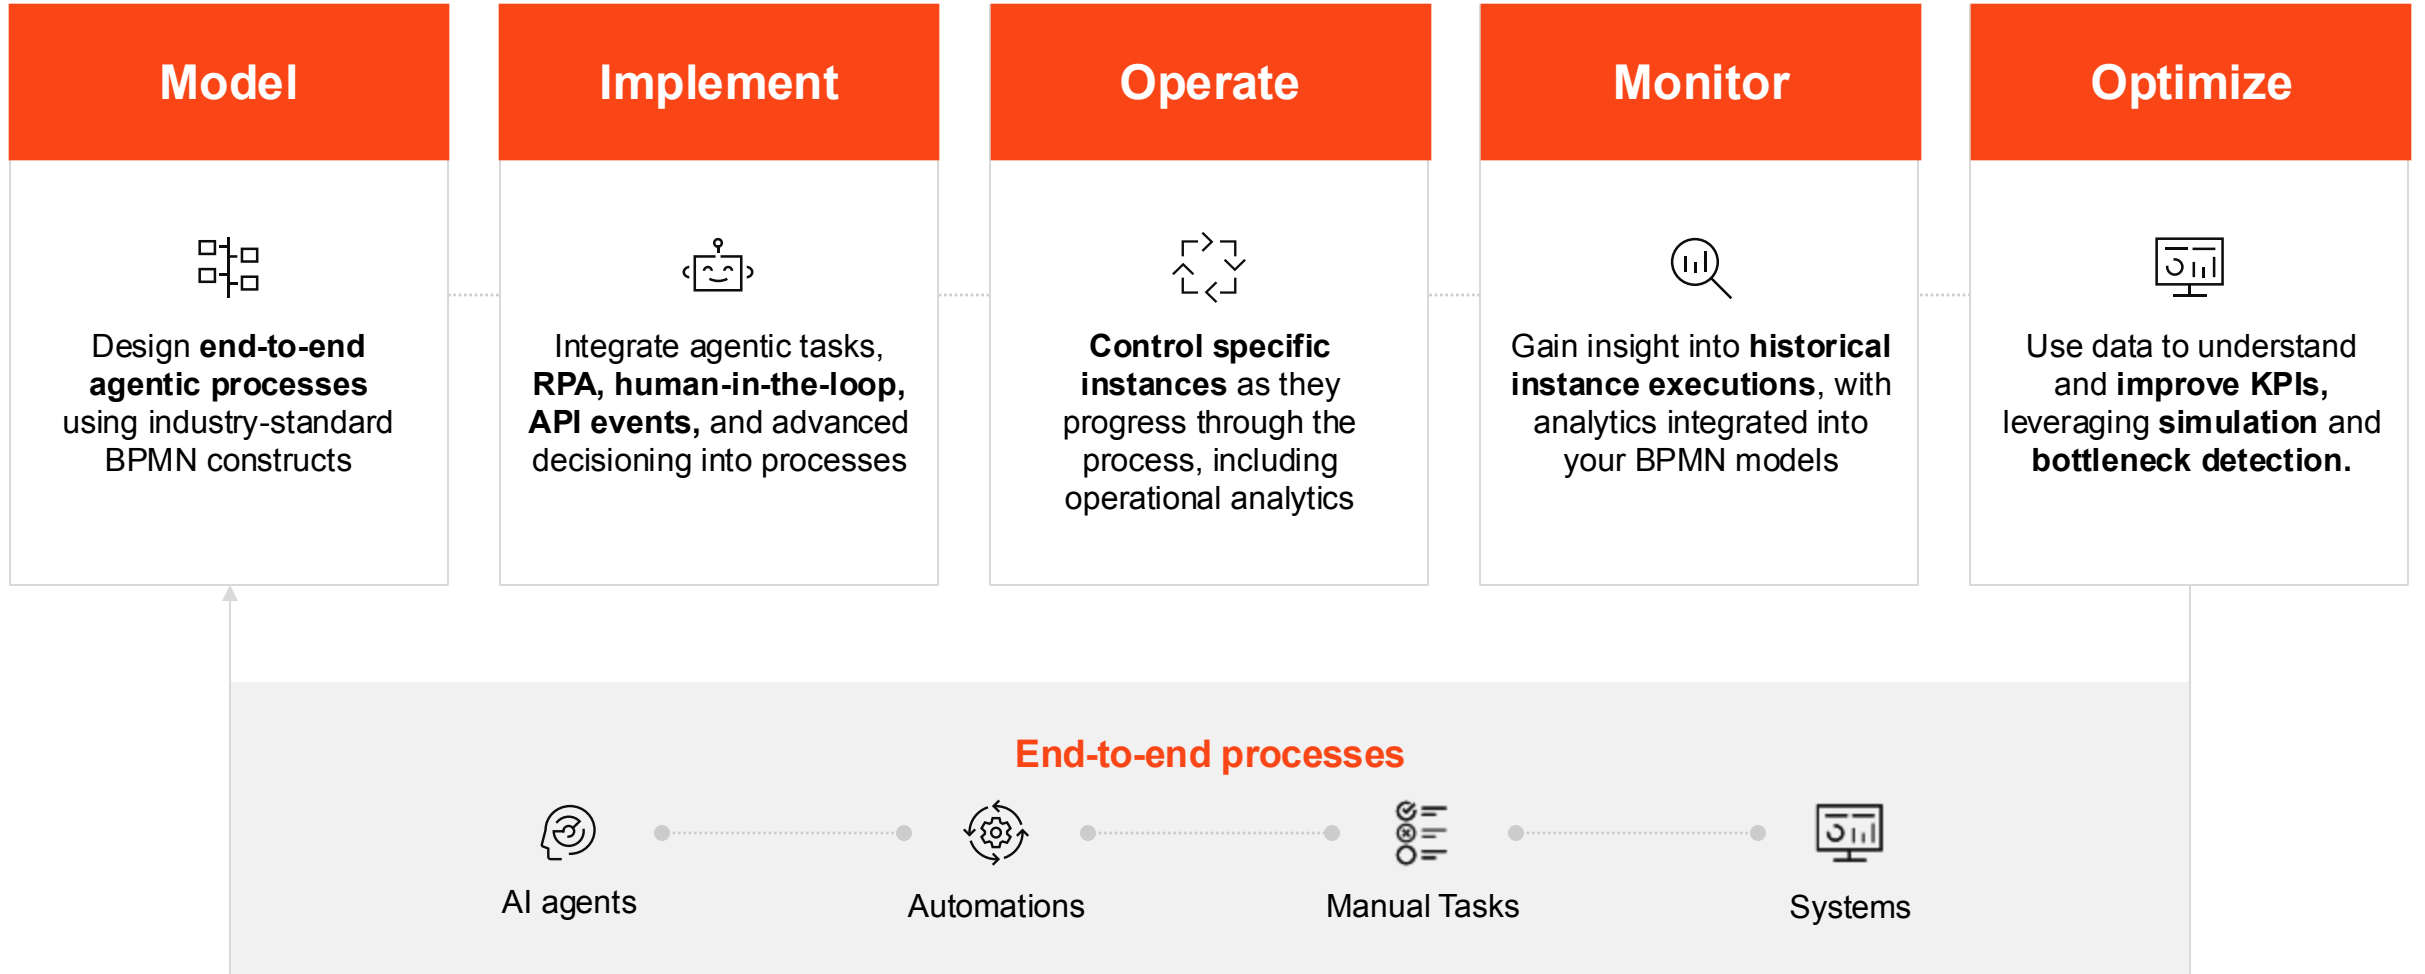 Model
Design end-to-end
agentic processes
using industry-standard
BPMN constructs
Implement
Integrate agentic tasks,
RPA, human-in-the-loop,
API events, and advanced
decisioning into processes
Operate
Control specific
instances as they
progress through the
process, including
operational analytics
Monitor
Gain insight into historical
instance executions, with
analytics integrated into
your BPMN models
Optimize
Use data to understand
and improve KPIs,
leveraging simulation and
bottleneck detection.
End-to-end processes
AI agents
Automations
Manual Tasks
Systems